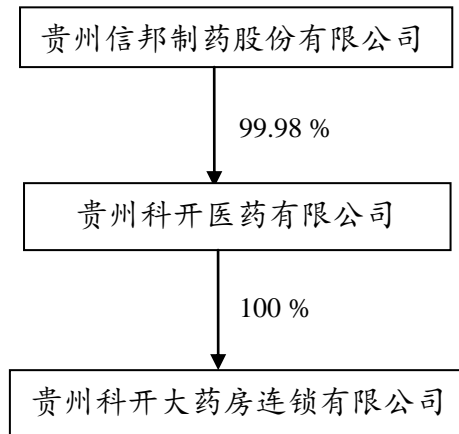 贵州信邦制药股份有限公司
99.98 %
贵州科开医药有限公司
100 %
贵州科开大药房连锁有限公司